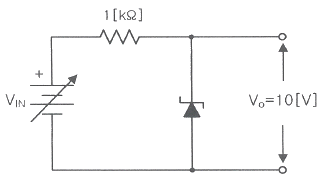 1[kΩ]
+
V_IN
V_o=10[V]